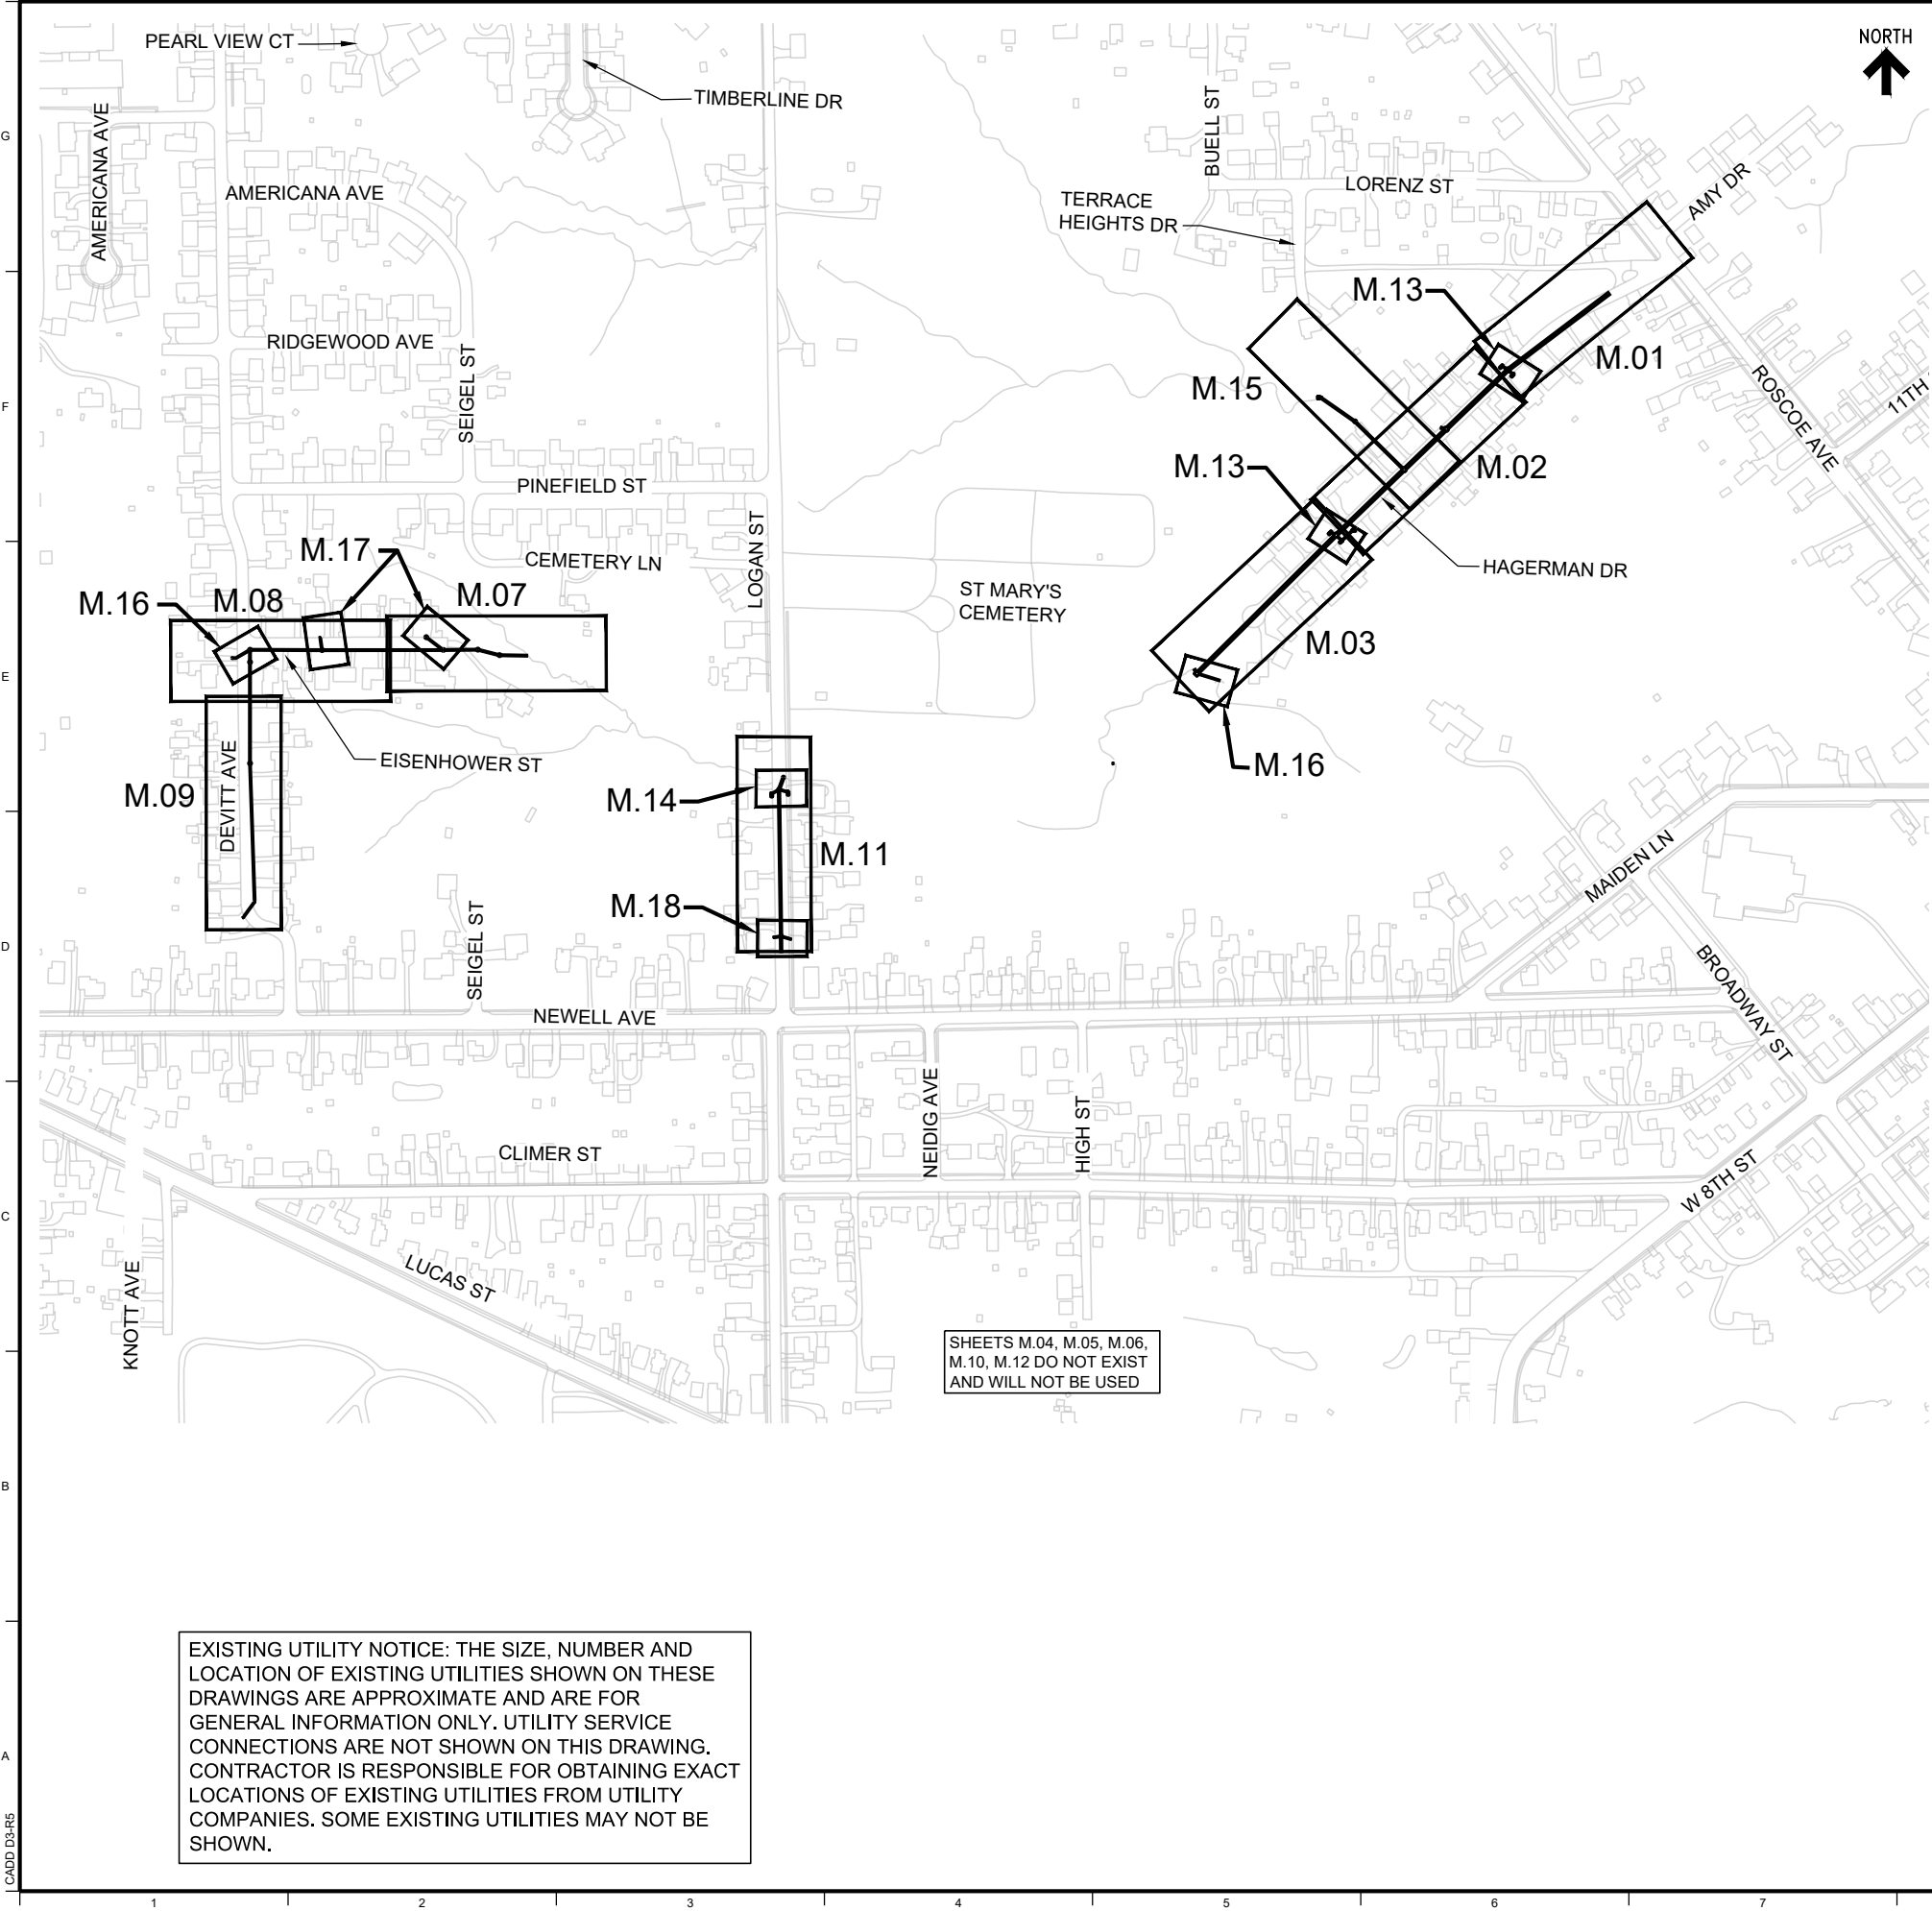 NORTH
PEARL VIEW CT
TIMBERLINE DR
AMERICANA AVE
AMERICANA AVE
BUELL ST
LORENZ ST
TERRACE
HEIGHTS DR
AMY DR
G
M.13
M.01
RIDGEWOOD AVE
SEIGEL ST
M.15
ROSCOE AVE
11TH
F
M.13
M.02
PINEFIELD ST
LOGAN ST
M.17
CEMETERY LN
HAGERMAN DR
ST MARY'S
CEMETERY
M.16
M.08
M.07
M.03
E
EISENHOWER ST
M.16
DEVITT AVE
M.09
M.14
M.11
MAIDEN LN
M.18
SEIGEL ST
D
BROADWAY ST
NEWELL AVE
NEIDIG AVE
HIGH ST
CLIMER ST
W 8TH ST
C
KNOTT AVE
LUCAS ST
SHEETS M.04, M.05, M.06,
M.10, M.12 DO NOT EXIST
AND WILL NOT BE USED
B
EXISTING UTILITY NOTICE: THE SIZE, NUMBER AND
LOCATION OF EXISTING UTILITIES SHOWN ON THESE
DRAWINGS ARE APPROXIMATE AND ARE FOR
GENERAL INFORMATION ONLY. UTILITY SERVICE
CONNECTIONS ARE NOT SHOWN ON THIS DRAWING.
CONTRACTOR IS RESPONSIBLE FOR OBTAINING EXACT
LOCATIONS OF EXISTING UTILITIES FROM UTILITY
COMPANIES. SOME EXISTING UTILITIES MAY NOT BE
SHOWN.
A
CADD D3-R5
1 2 3 4 5 6 7